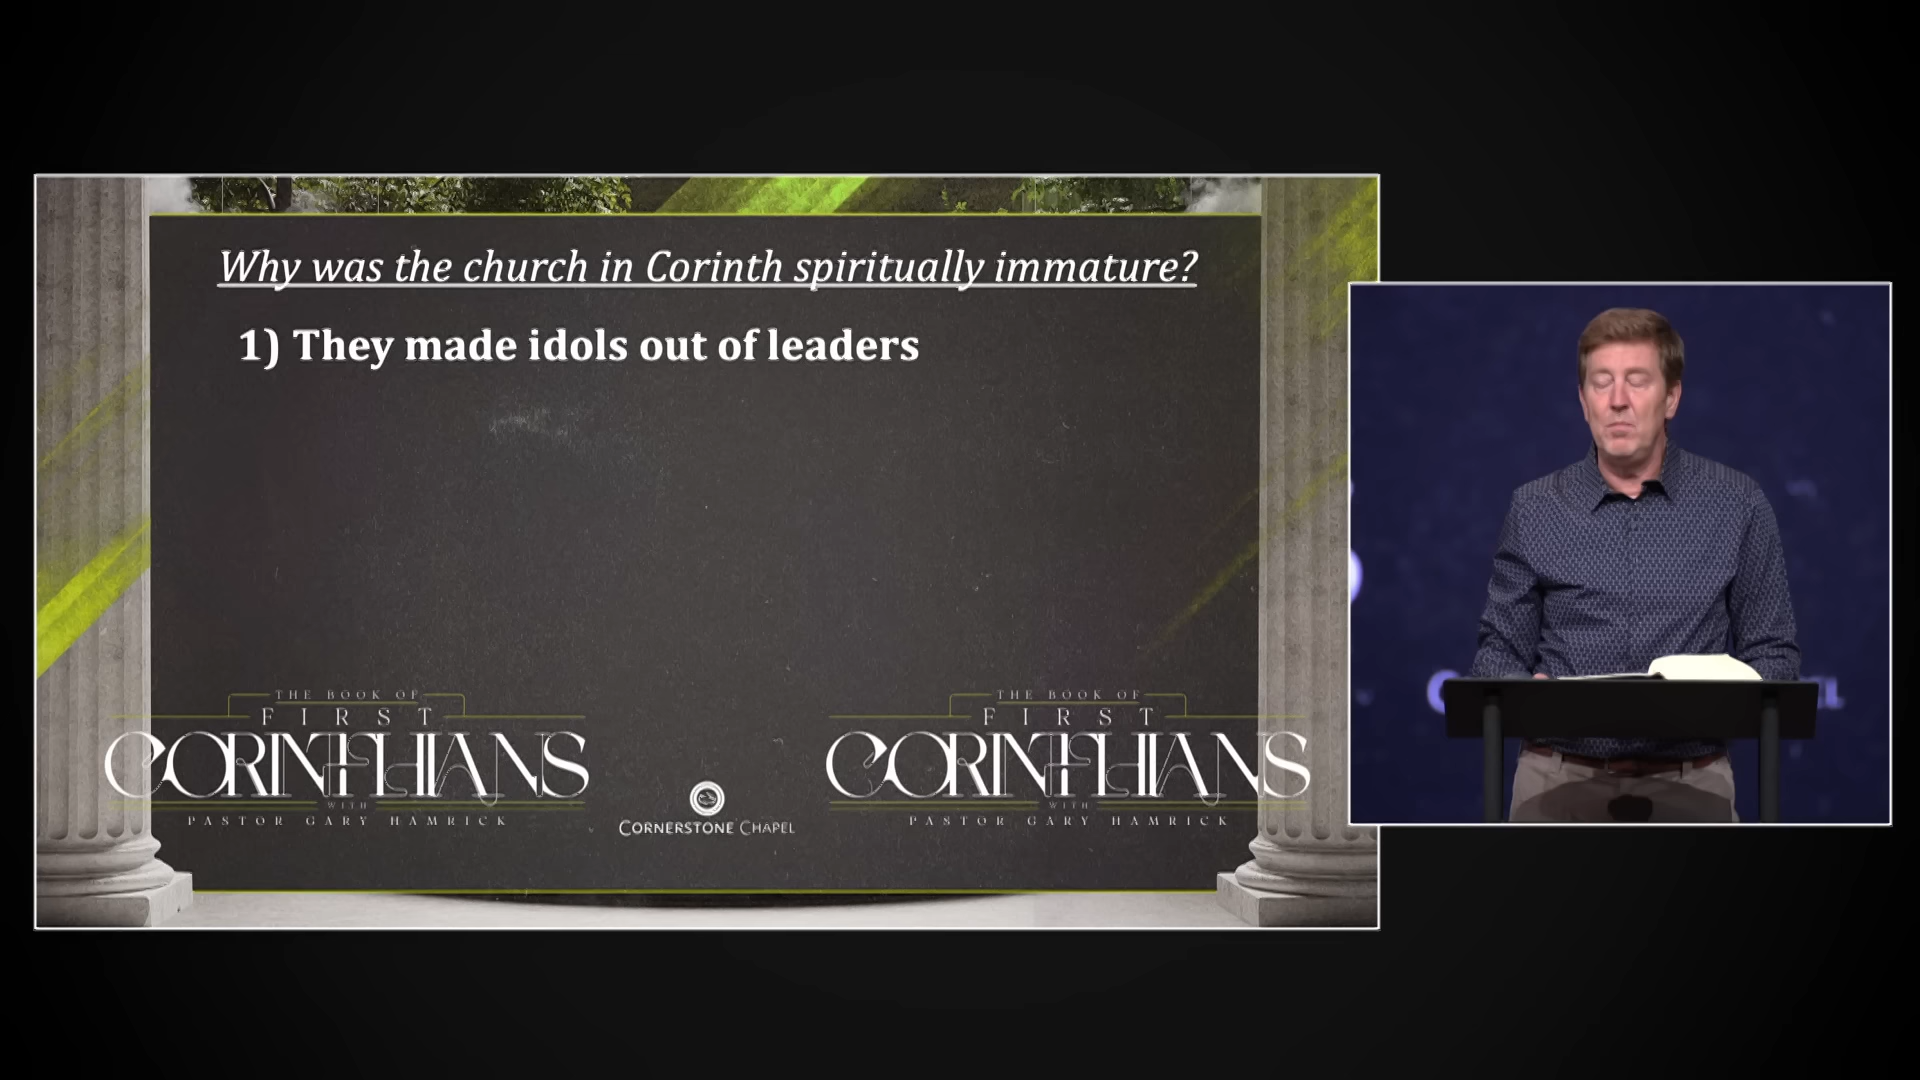 Why was the church in Corinth spiritually immature?
1) They made idols out of leaders
THE BOOK OF
FIRST
CORINTHIANS
WITH
PASTOR GARY HAMRICK
CORNERSTONE CHAPEL
THE BOOK OF
FIRST
CORINTHIANS
WITH
PASTOR GARY HAMRICK